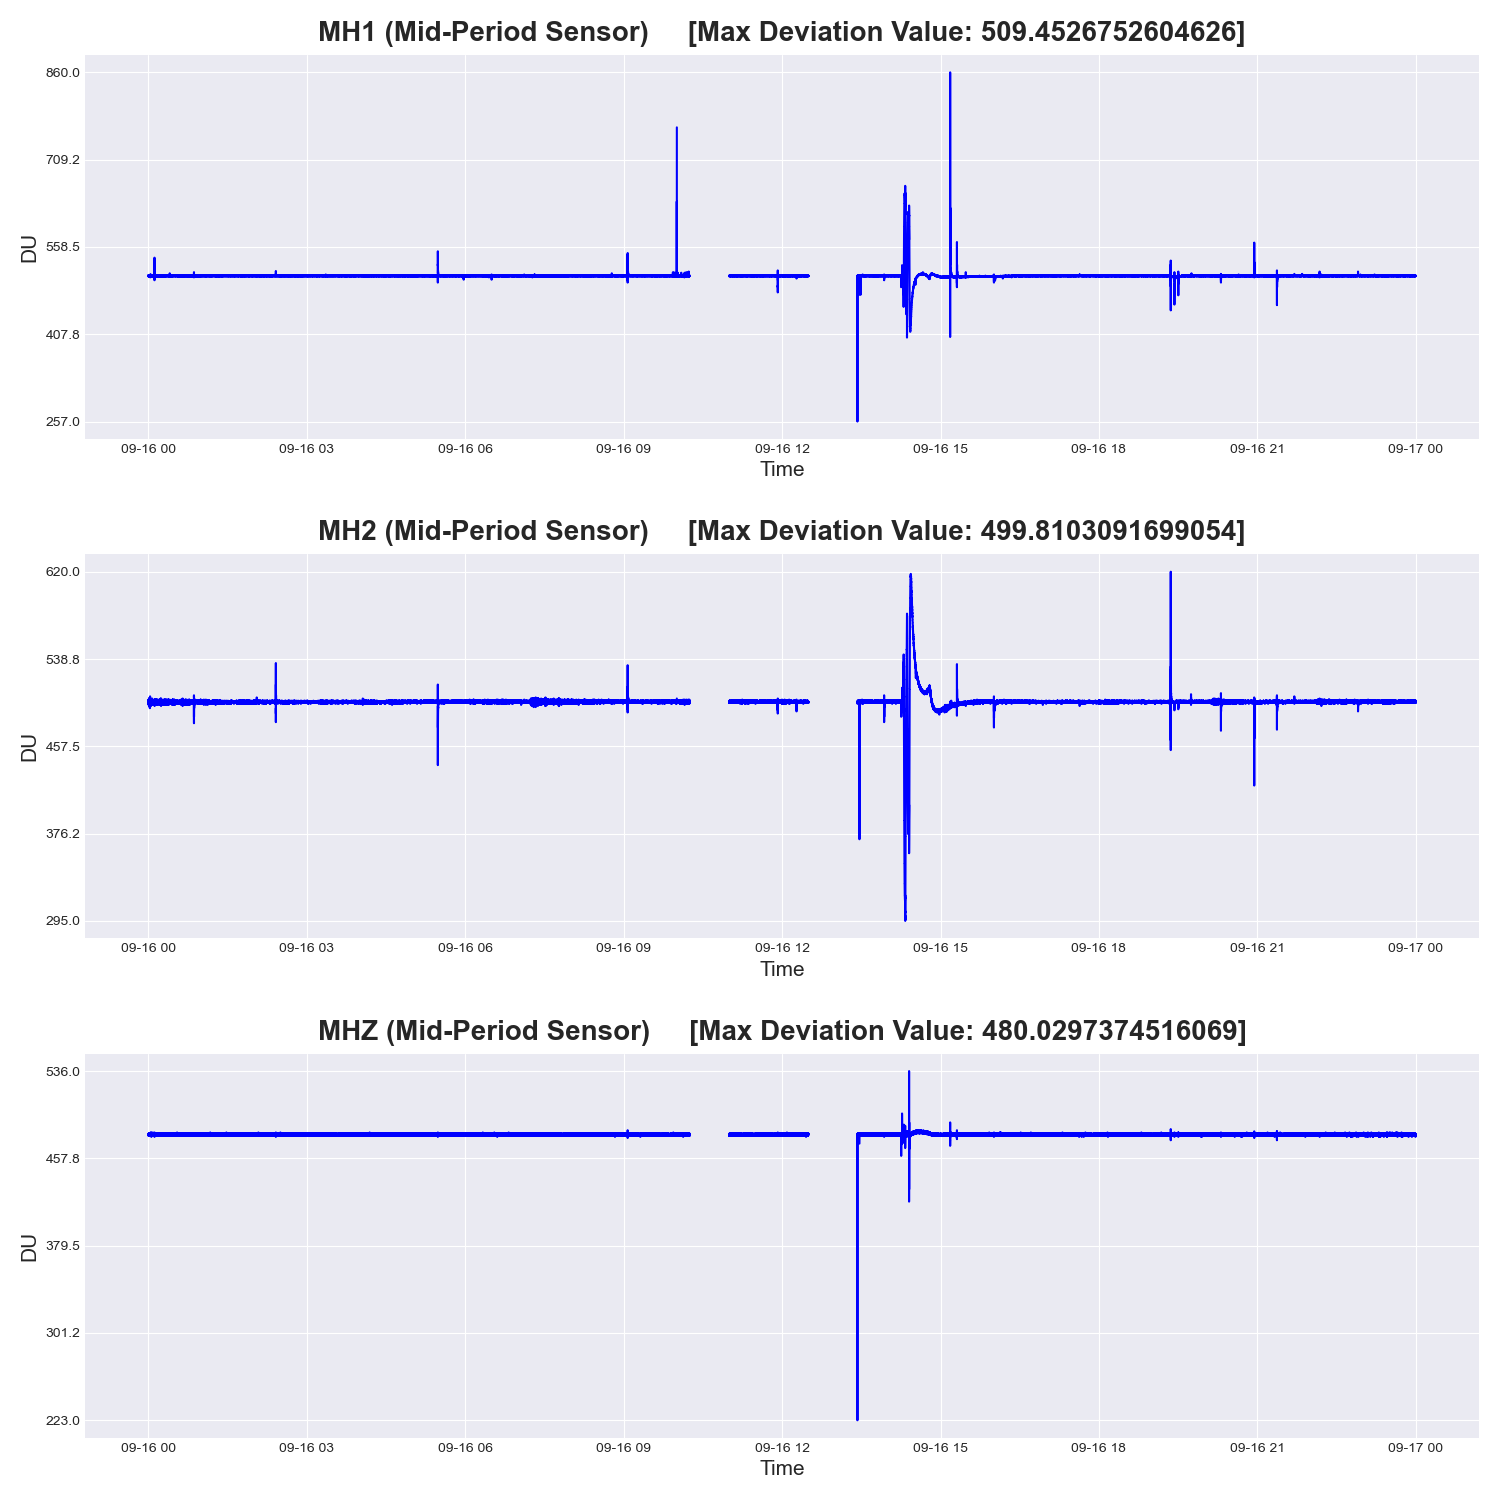 MH1 (Mid-Period Sensor) [Max Deviation Value: 509.4526752604626]
860.0
709.2
558.5
407.8
257.0
DU
09-16 00 09-16 03 09-16 06 09-16 09 09-16 12 09-16 15 09-16 18 09-16 21 09-17 00
Time
MH2 (Mid-Period Sensor) [Max Deviation Value: 499.8103091699054]
620.0
538.8
457.5
376.2
295.0
DU
09-16 00 09-16 03 09-16 06 09-16 09 09-16 12 09-16 15 09-16 18 09-16 21 09-17 00
Time
MHZ (Mid-Period Sensor) [Max Deviation Value: 480.0297374516069]
536.0
457.8
379.5
301.2
223.0
DU
09-16 00 09-16 03 09-16 06 09-16 09 09-16 12 09-16 15 09-16 18 09-16 21 09-17 00
Time